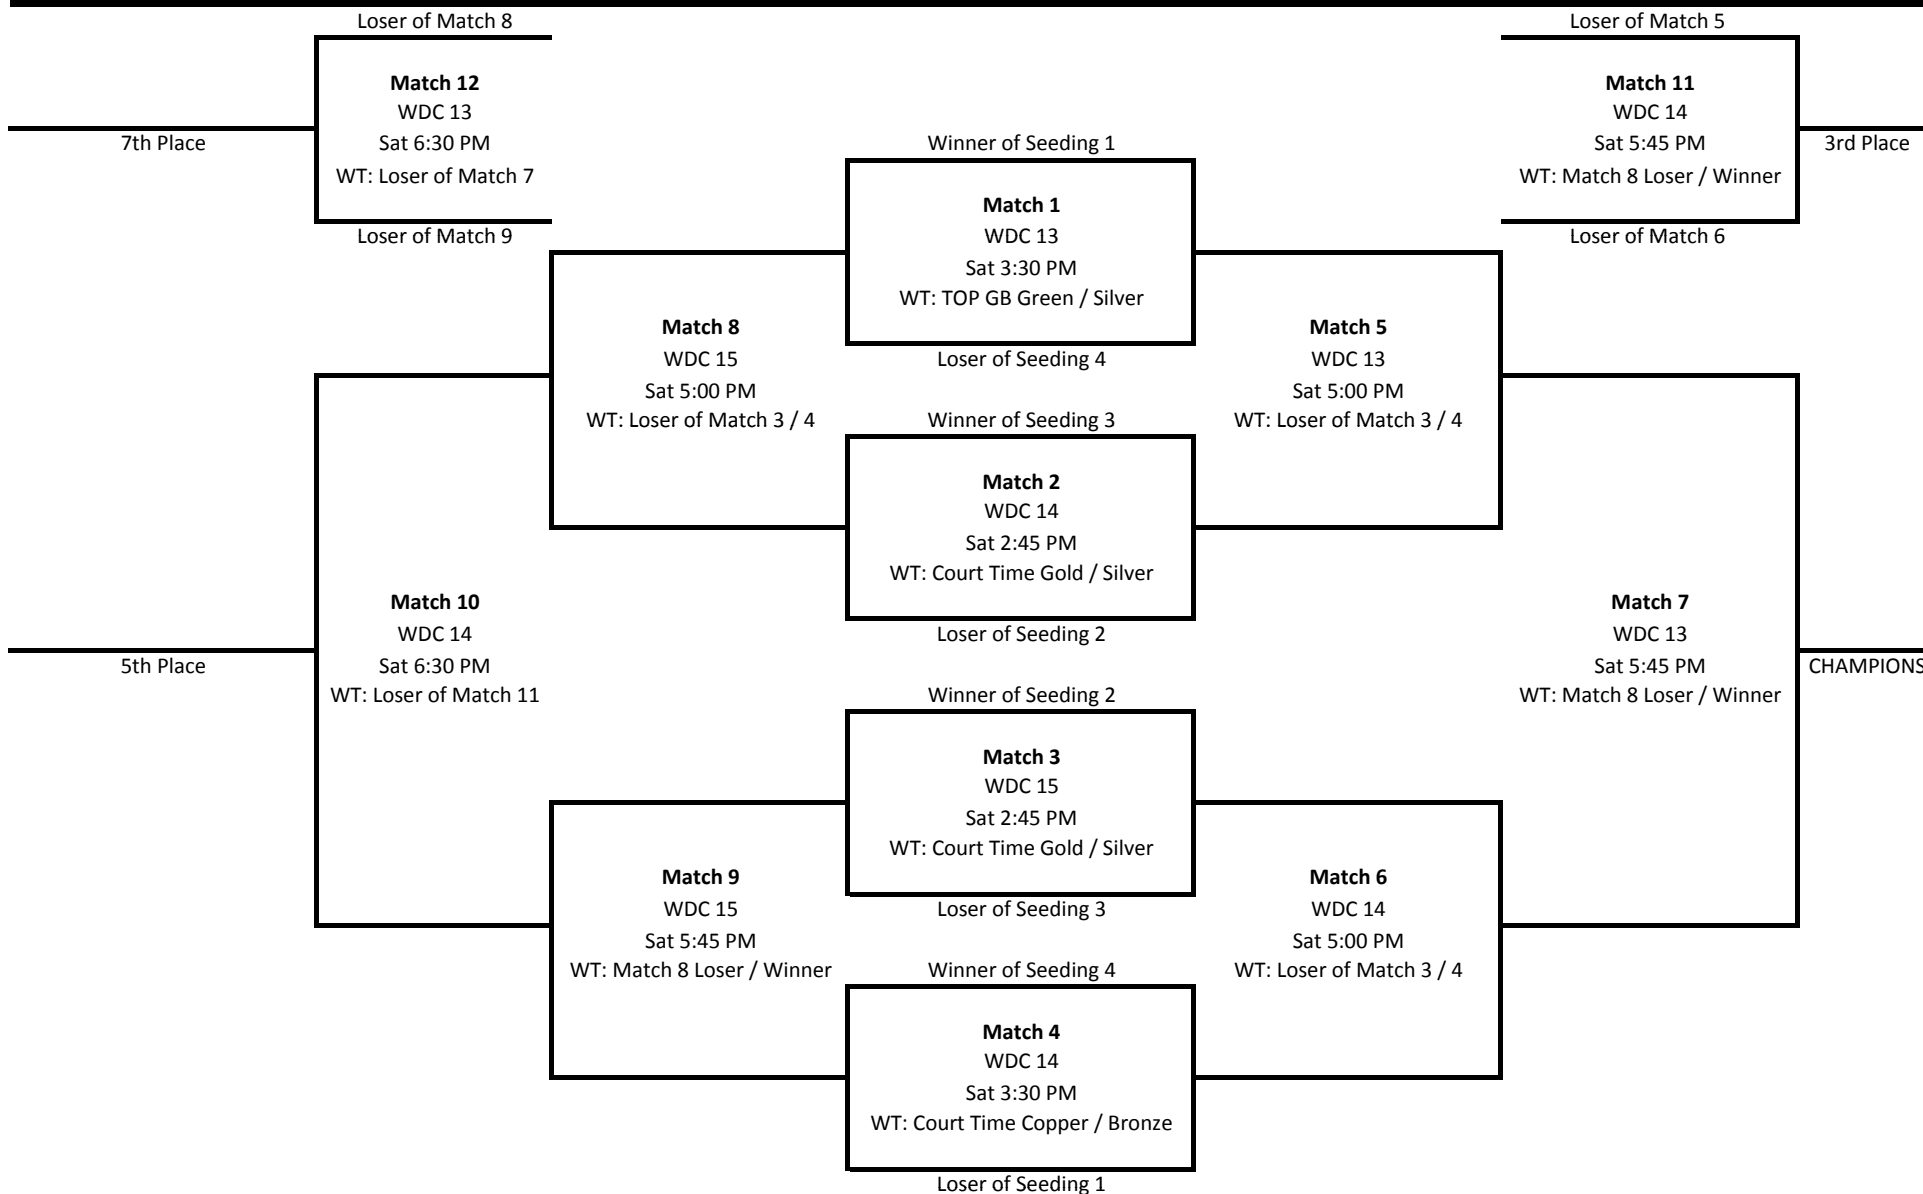 Loser of Match 8
Match 12
WDC 13
Sat 6:30 PM
WT: Loser of Match 7
Loser of Match 9
7th Place
Loser of Match 5
Match 11
WDC 14
Sat 5:45 PM
WT: Match 8 Loser / Winner
Loser of Match 6
3rd Place
Winner of Seeding 1
Match 1
WDC 13
Sat 3:30 PM
WT: TOP GB Green / Silver
Loser of Seeding 4
Match 8
WDC 15
Sat 5:00 PM
WT: Loser of Match 3 / 4
Match 5
WDC 13
Sat 5:00 PM
WT: Loser of Match 3 / 4
Winner of Seeding 3
Match 2
WDC 14
Sat 2:45 PM
WT: Court Time Gold / Silver
Loser of Seeding 2
Match 10
WDC 14
Sat 6:30 PM
WT: Loser of Match 11
5th Place
Match 7
WDC 13
Sat 5:45 PM
WT: Match 8 Loser / Winner
CHAMPIONS
Winner of Seeding 2
Match 3
WDC 15
Sat 2:45 PM
WT: Court Time Gold / Silver
Loser of Seeding 3
Match 9
WDC 15
Sat 5:45 PM
WT: Match 8 Loser / Winner
Match 6
WDC 14
Sat 5:00 PM
WT: Loser of Match 3 / 4
Winner of Seeding 4
Match 4
WDC 14
Sat 3:30 PM
WT: Court Time Copper / Bronze
Loser of Seeding 1